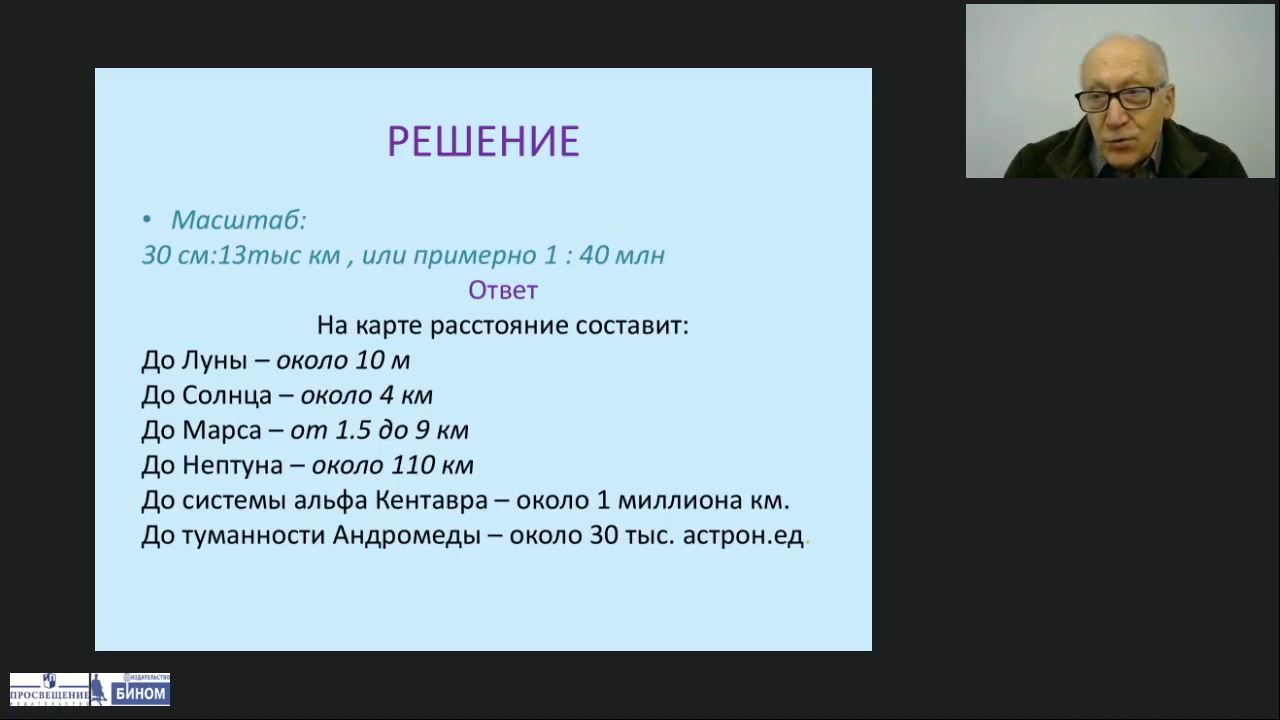 РЕШЕНИЕ
• Масштаб:
30 см:13тыс км , или примерно 1 : 40 млн
Ответ
На карте расстояние составит:
До Луны – около 10 м
До Солнца – около 4 км
До Марса – от 1.5 до 9 км
До Нептуна – около 110 км
До системы альфа Кентавра – около 1 миллиона км.
До туманности Андромеды – около 30 тыс. астрон.ед.
ПРОСВЕЩЕНИЕ
ИЗДАТЕЛЬСТВО
ИЗДАТЕЛЬСТВО
БИНОМ